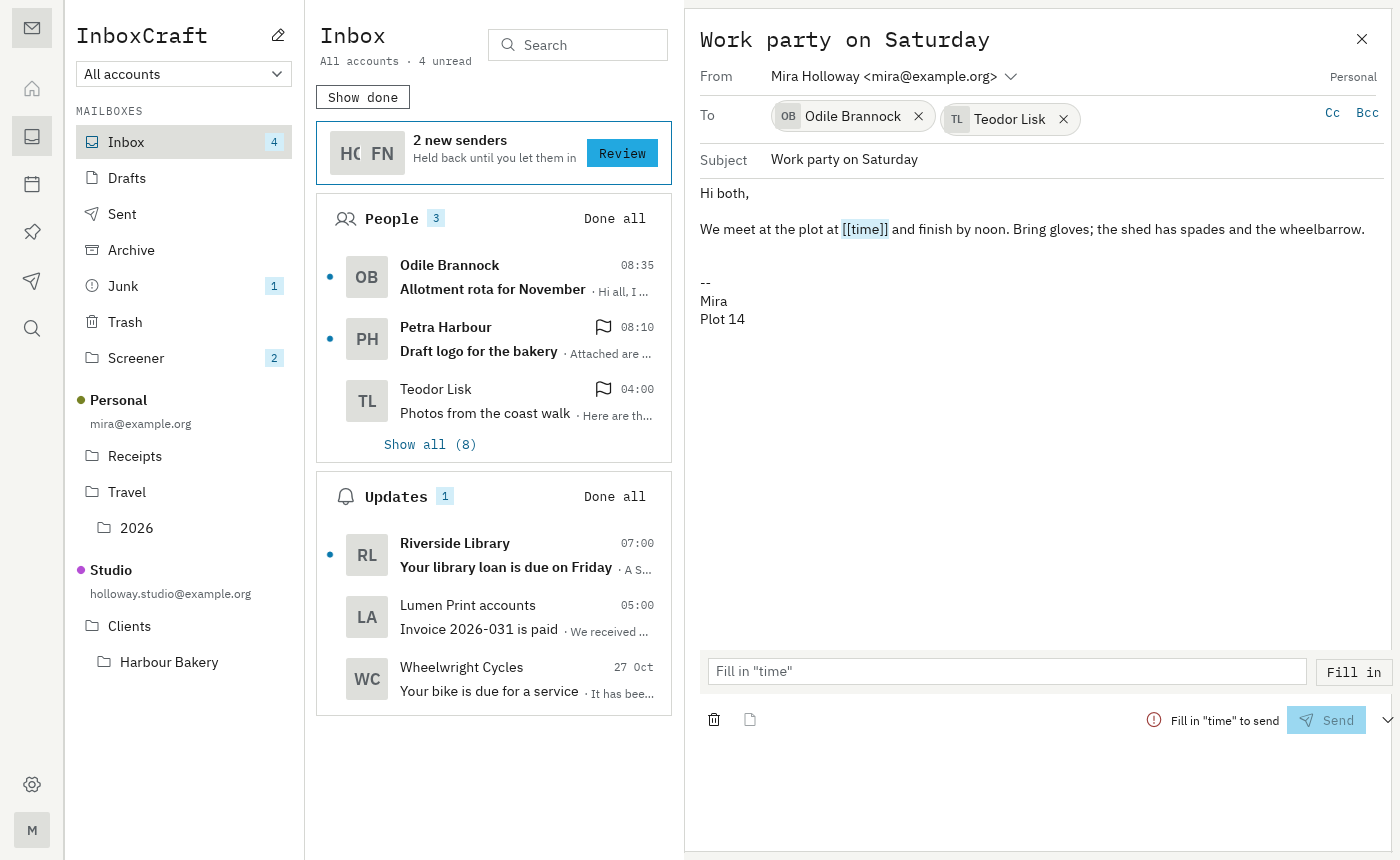 InboxCraft
All accounts
MAILBOXES
Inbox 4
Drafts
Sent
Archive
Junk 1
Trash
Screener 2
Personal
mira@example.org
Receipts
Travel
2026
Studio
holloway.studio@example.org
Clients
Harbour Bakery
M
Inbox
All accounts · 4 unread
Search
Show done
FN
2 new senders
Held back until you let them in
Review
People 3 Done all
OB Odile Brannock 08:35
Allotment rota for November · Hi all, I ...
PH Petra Harbour 08:10
Draft logo for the bakery · Attached are ...
TL Teodor Lisk 04:00
Photos from the coast walk · Here are th...
Show all (8)
Updates 1 Done all
RL Riverside Library 07:00
Your library loan is due on Friday · A S...
LA Lumen Print accounts 05:00
Invoice 2026-031 is paid · We received ...
WC Wheelwright Cycles 27 Oct
Your bike is due for a service · It has bee...
Work party on Saturday
From Mira Holloway <mira@example.org> Personal
To OB Odile Brannock TL Teodor Lisk Cc Bcc
Subject Work party on Saturday
Hi both,
We meet at the plot at [[time]] and finish by noon. Bring gloves; the shed has spades and the wheelbarrow.
--
Mira
Plot 14
Fill in "time" Fill in
Fill in "time" to send Send